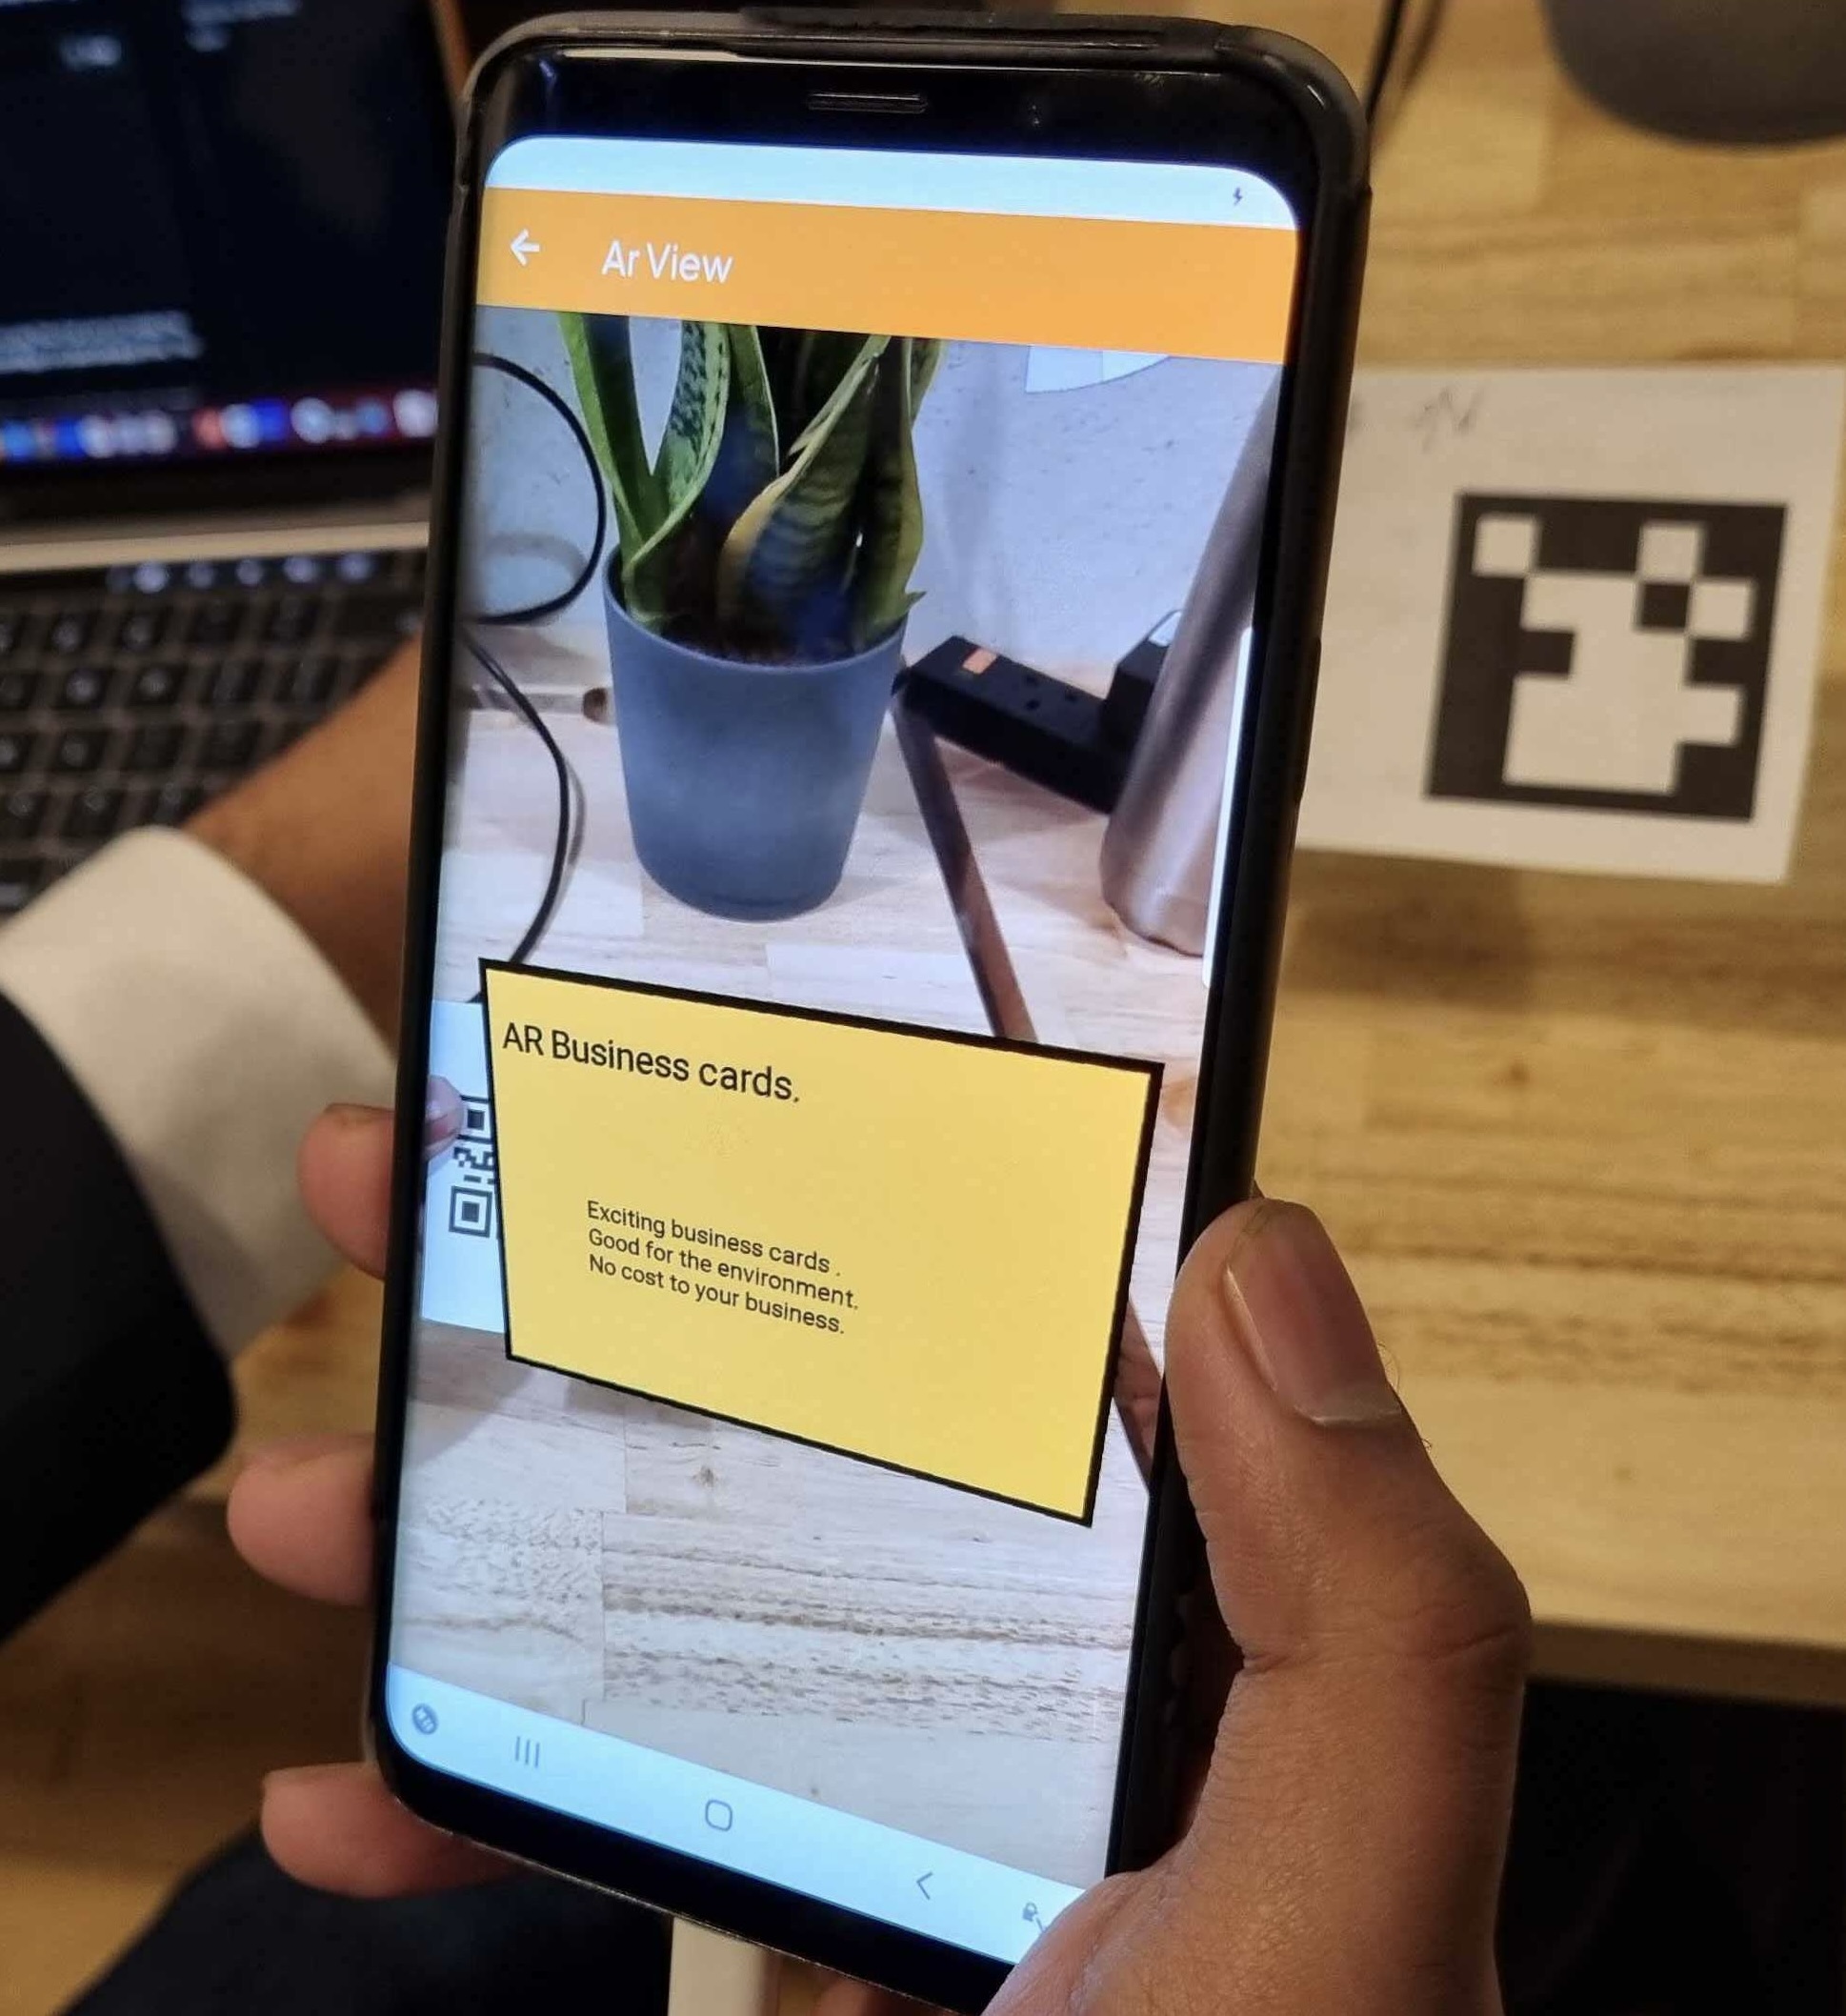 Ar View
AR Business cards.
Exciting business cards .
Good for the environment.
No cost to your business.